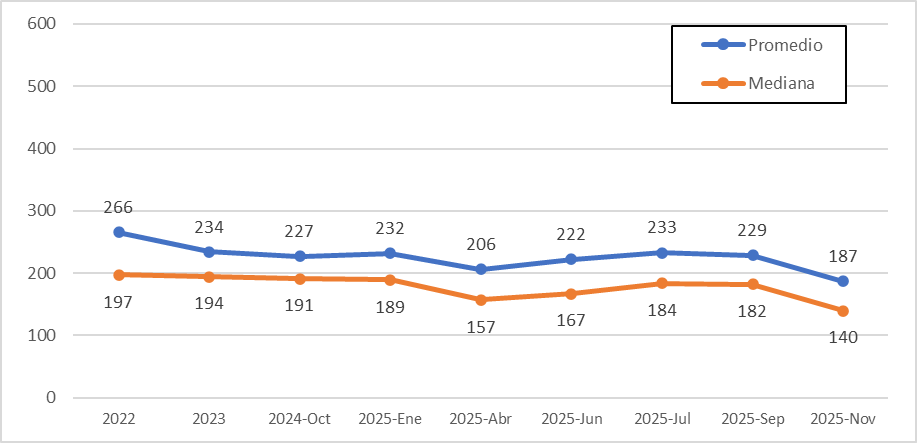 600
500
400
300
200
100
0
Promedio
Mediana
266 234 227 232 206 222 233 229 187
197 194 191 189 157 167 184 182 140
2022 2023 2024-Oct 2025-Ene 2025-Abr 2025-Jun 2025-Jul 2025-Sep 2025-Nov